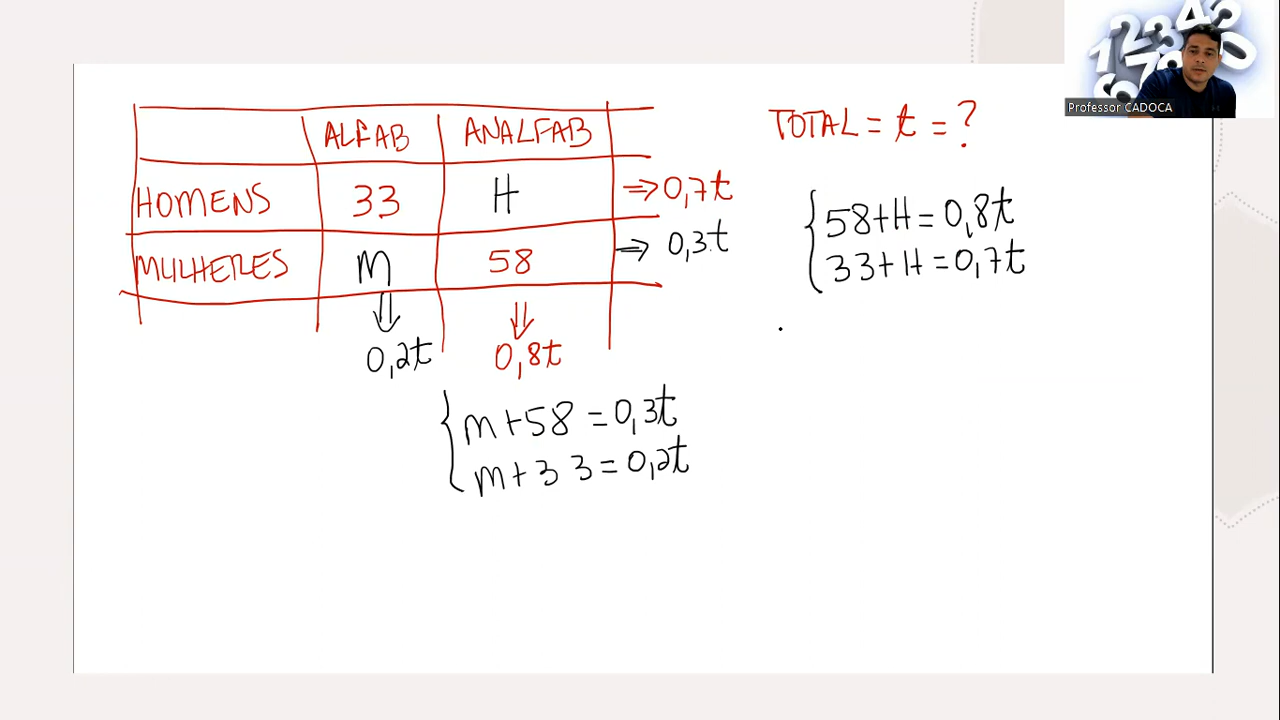 Professor CADOCA
TOTAL = t = ?
ALFAB ANALFAB
HOMENS 33 H ⇒ 0,7t
MULHERES M 58 ⇒ 0,3t
⇓ ⇓
0,2t 0,8t
58+H = 0,8t
33+H = 0,7t
m+58 = 0,3t
m+33 = 0,2t